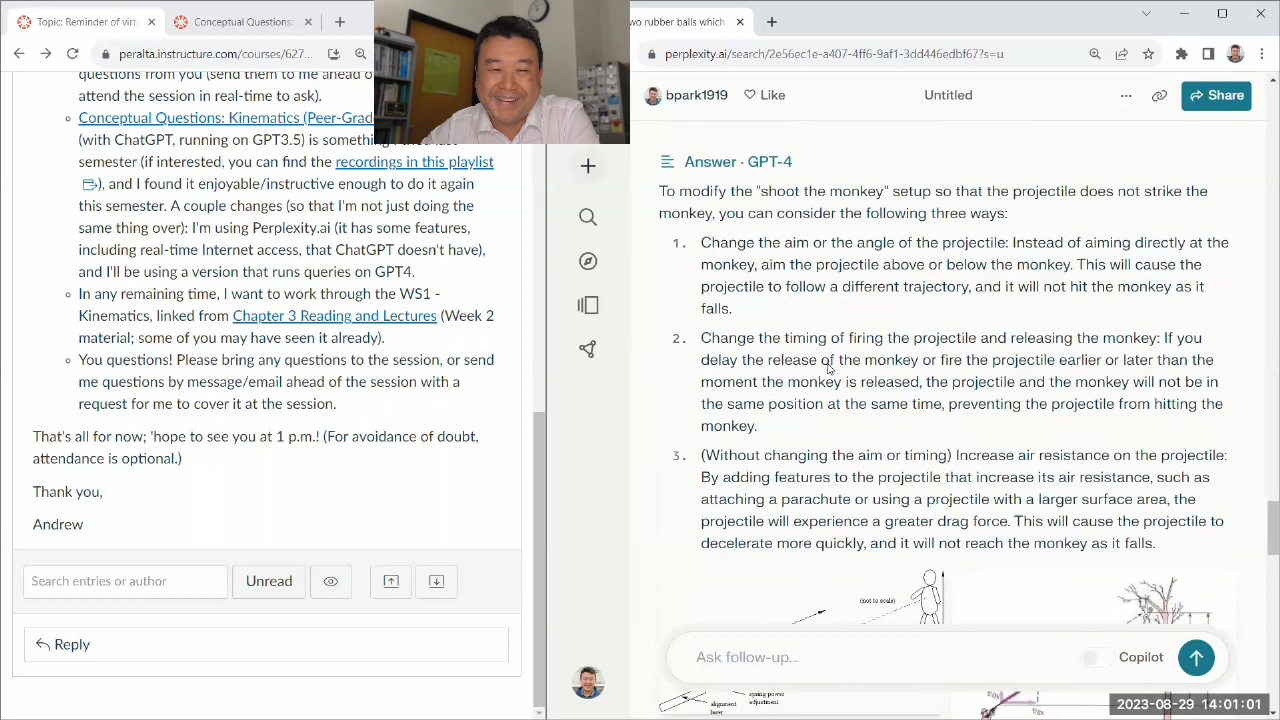 Topic: Reminder of virt
Conceptual Questions:
wo rubber balls which
peralta.instructure.com/courses/627...
perplexity.ai/search/2e56ec1e-a407-4ff6-9af1-3dd446edbf67?s=u
questions from you (send them to me ahead o
attend the session in real-time to ask).
Conceptual Questions: Kinematics (Peer-Grad
(with ChatGPT, running on GPT3.5) is someth
semester (if interested, you can find the recordings in this playlist
), and I found it enjoyable/instructive enough to do it again
this semester. A couple changes (so that I'm not just doing the
same thing over): I'm using Perplexity.ai (it has some features,
including real-time Internet access, that ChatGPT doesn't have),
and I'll be using a version that runs queries on GPT4.
In any remaining time, I want to work through the WS1 -
Kinematics, linked from Chapter 3 Reading and Lectures (Week 2
material; some of you may have seen it already).
You questions! Please bring any questions to the session, or send
me questions by message/email ahead of the session with a
request for me to cover it at the session.
That's all for now; 'hope to see you at 1 p.m.! (For avoidance of doubt,
attendance is optional.)
Thank you,
Andrew
Search entries or author
Unread
Reply
bpark1919
Like
Untitled
Share
Answer · GPT-4
To modify the "shoot the monkey" setup so that the projectile does not strike the
monkey, you can consider the following three ways:
1. Change the aim or the angle of the projectile: Instead of aiming directly at the
monkey, aim the projectile above or below the monkey. This will cause the
projectile to follow a different trajectory, and it will not hit the monkey as it
falls.
2. Change the timing of firing the projectile and releasing the monkey: If you
delay the release of the monkey or fire the projectile earlier or later than the
moment the monkey is released, the projectile and the monkey will not be in
the same position at the same time, preventing the projectile from hitting the
monkey.
3. (Without changing the aim or timing) Increase air resistance on the projectile:
By adding features to the projectile that increase its air resistance, such as
attaching a parachute or using a projectile with a larger surface area, the
projectile will experience a greater drag force. This will cause the projectile to
decelerate more quickly, and it will not reach the monkey as it falls.
(not to scale)
Ask follow-up...
Copilot
alignment
spring power
adjustment
2023-08-29 14:01:01